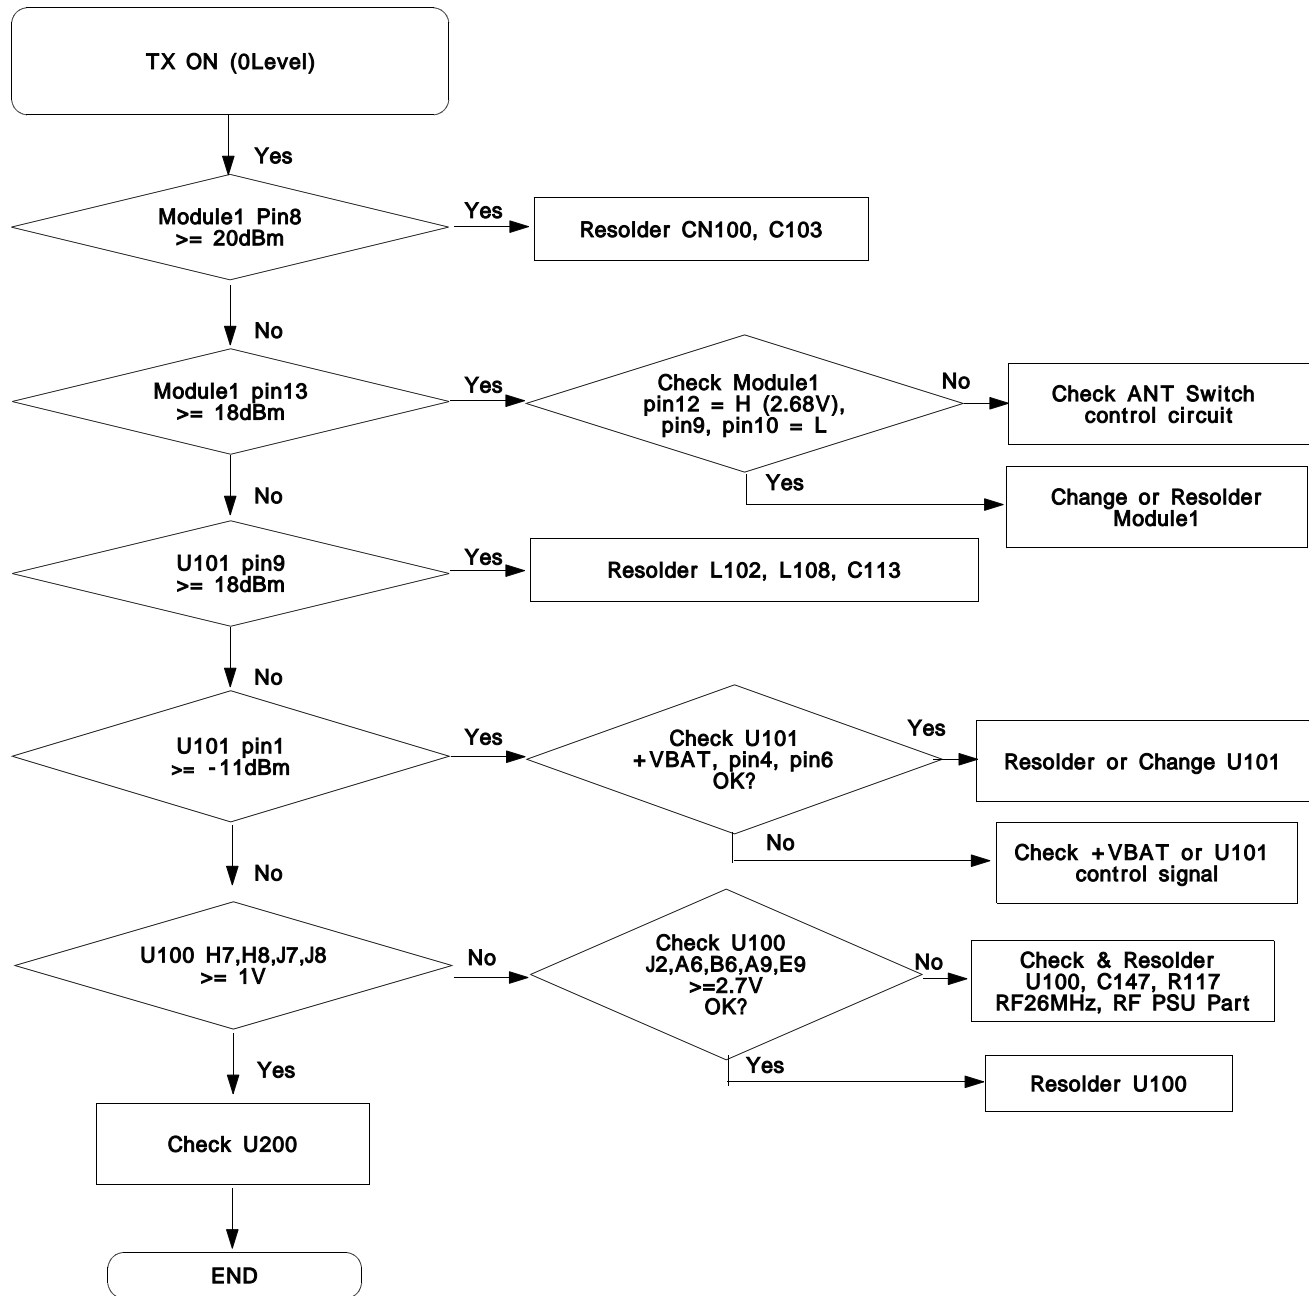 TX ON (0Level)
Yes
Module1 Pin8
>= 20dBm
Yes
Resolder CN100, C103
No
Module1 pin13
>= 18dBm
Yes
Check Module1
pin12 = H (2.68V),
pin9, pin10 = L
No
Check ANT Switch
control circuit
Yes
Change or Resolder
Module1
No
U101 pin9
>= 18dBm
Yes
Resolder L102, L108, C113
No
U101 pin1
>= -11dBm
Yes
Check U101
+VBAT, pin4, pin6
OK?
Yes
Resolder or Change U101
No
Check +VBAT or U101
control signal
No
U100 H7,H8,J7,J8
>= 1V
No
Check U100
J2,A6,B6,A9,E9
>=2.7V
OK?
No
Check & Resolder
U100, C147, R117
RF26MHz, RF PSU Part
Yes
Resolder U100
Yes
Check U200
END